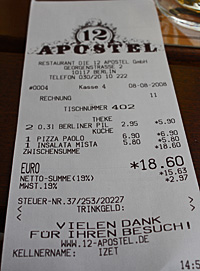 12
APOSTEL
RESTAURANT DIE 12 APOSTEL GmbH
GEORGENSTRASSE 2
10117 BERLIN
TELEFON 030/20 10 222
#0004 Kasse 4 08-08-2008
RECHNUNG 11
TISCHNUMMER 402
THEKE
2 0.3l BERLINER PIL 2.95 *5.90
KÜCHE
1 PIZZA PAOLO 6.90 *6.90
1 INSALATA MISTA 5.80 *5.80
ZWISCHENSUMME *18.60
EURO *18.60
NETTO-SUMME(19%) *15.63
MWST.19% *2.97
STEUER-NR.37/253/20227
TRINKGELD:
VIELEN DANK
FÜR IHREN BESUCH!
WWW.12-APOSTEL.DE
KELLNERNAME: IZET
14:5